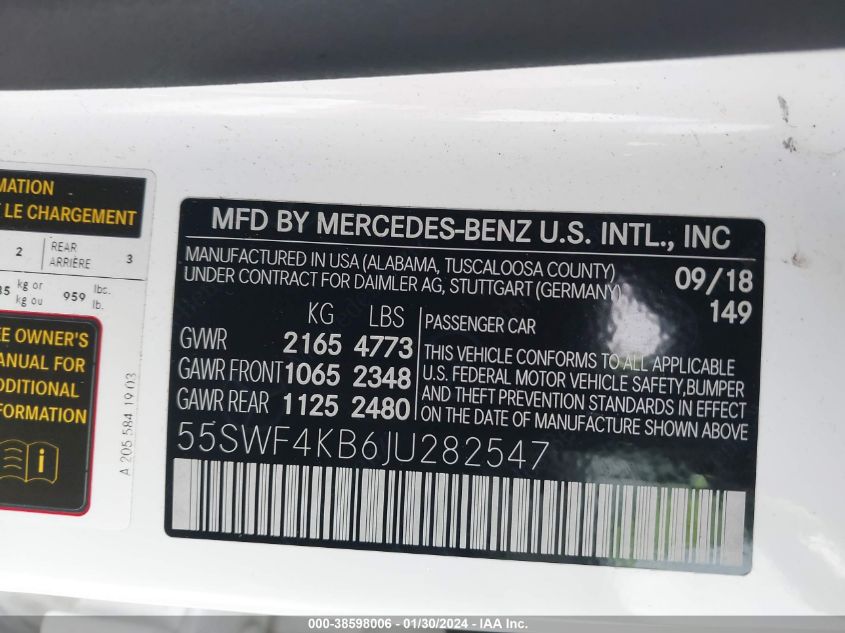 MATION
LE CHARGEMENT
2 REAR ARRIÈRE 3
kg or kg ou 959 lbs. lb.
OWNER'S
ANUAL FOR
DDITIONAL
FORMATION
A 205 584 19 03
MFD BY MERCEDES-BENZ U.S. INTL., INC
MANUFACTURED IN USA (ALABAMA, TUSCALOOSA COUNTY) 09/18
UNDER CONTRACT FOR DAIMLER AG, STUTTGART (GERMANY) 149
KG LBS
GVWR 2165 4773
GAWR FRONT 1065 2348
GAWR REAR 1125 2480
PASSENGER CAR
THIS VEHICLE CONFORMS TO ALL APPLICABLE
U.S. FEDERAL MOTOR VEHICLE SAFETY, BUMPER
AND THEFT PREVENTION STANDARDS IN EFFECT
ON THE DATE OF MANUFACTURE SHOWN ABOVE
55SWF4KB6JU282547
000-38598006 - 01/30/2024 - IAA Inc.